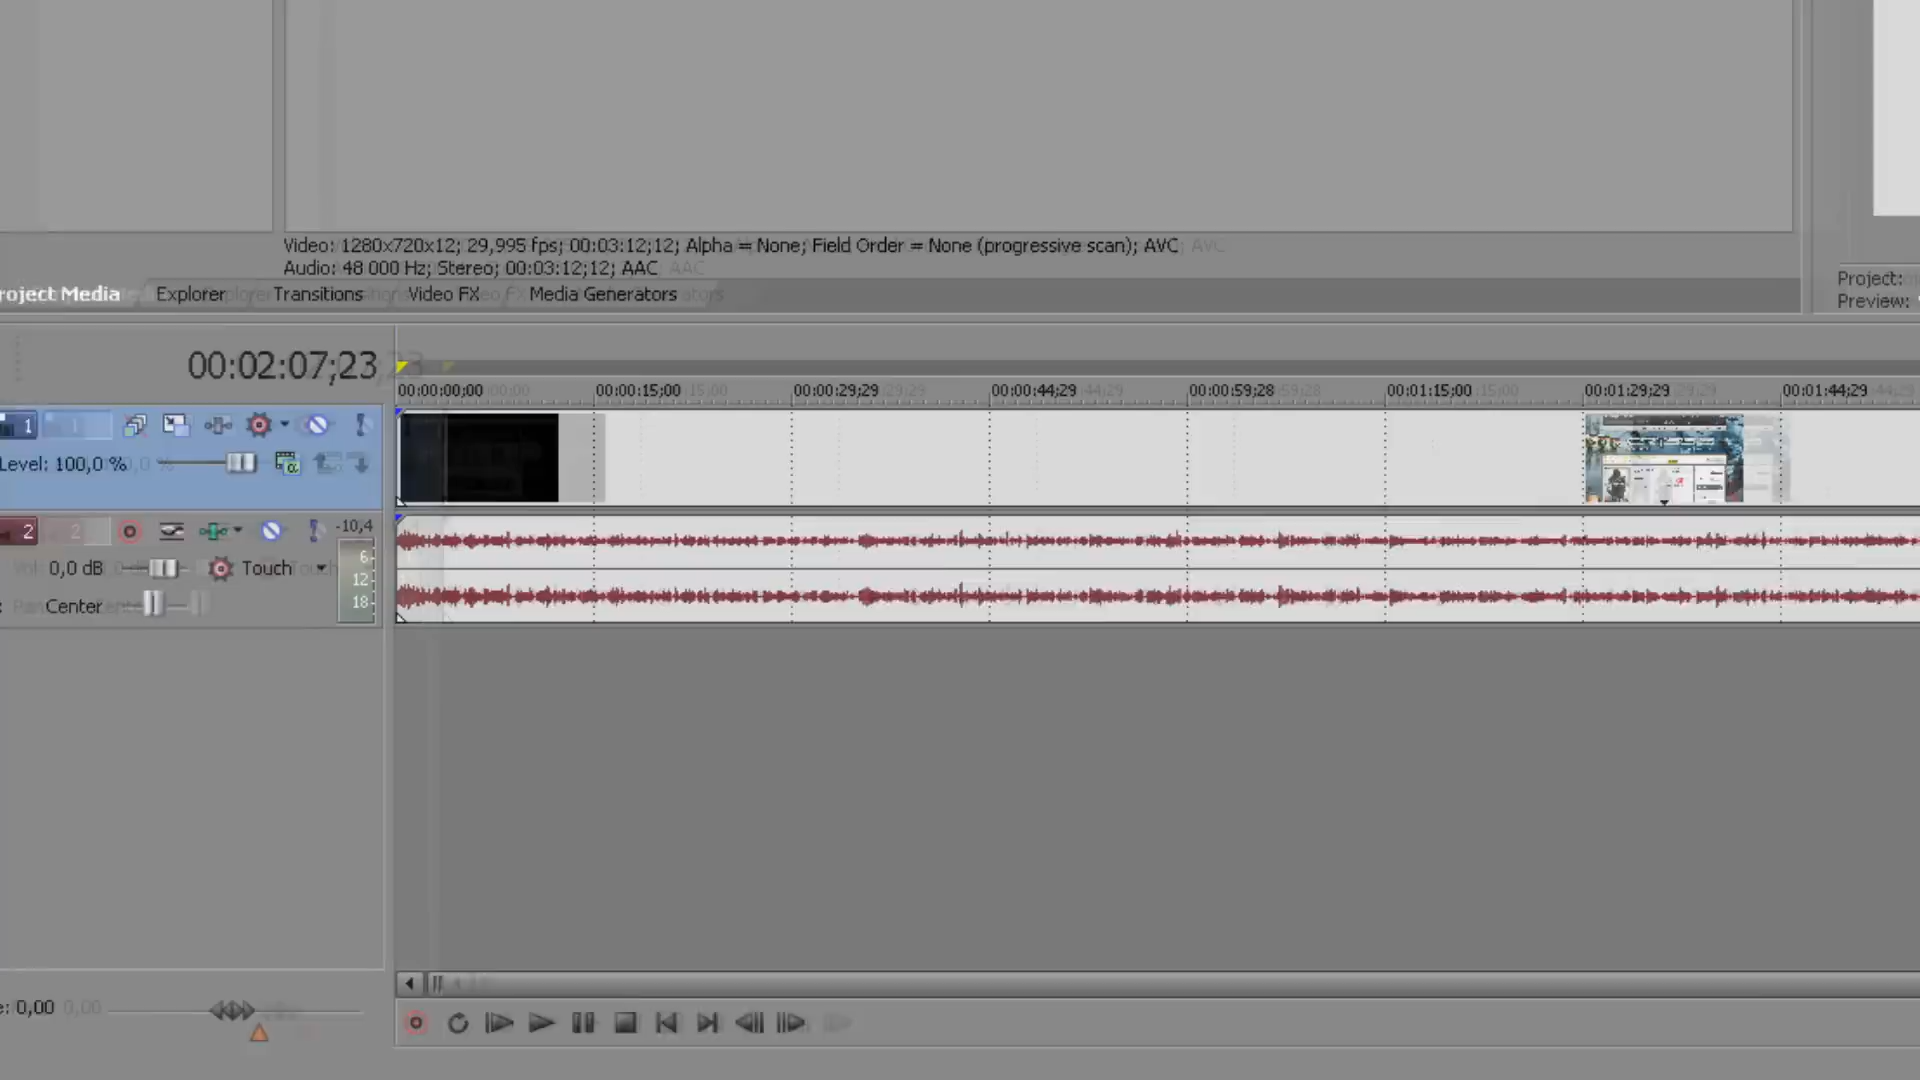 Video: 1280x720x12; 29,995 fps; 00:03:12;12; Alpha = None; Field Order = None (progressive scan); AVC
Audio: 48 000 Hz; Stereo; 00:03:12;12; AAC
Project:
Preview:
roject Media Explorer Transitions Video FX Media Generators
00:02:07;23
00:00:00;00 00:00:15;00 00:00:29;29 00:00:44;29 00:00:59;28 00:01:15;00 00:01:29;29 00:01:44;29
1
Level: 100,0 %
2 -10,4
0,0 dB Touch
6
12
18
Center
e: 0,00